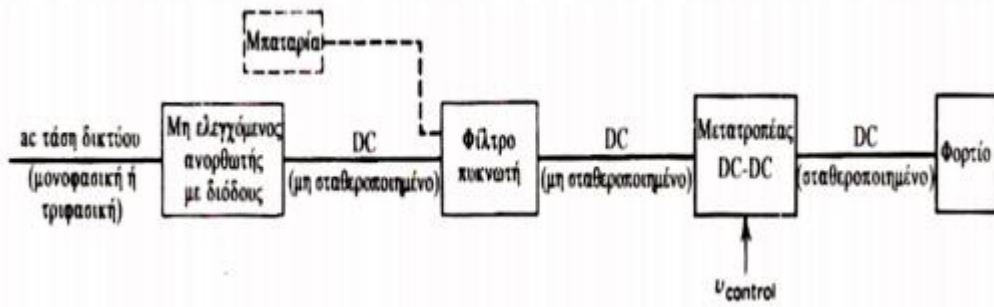 Μπαταρία
ac τάση δικτύου
(μονοφασική ή
τριφασική)
Μη ελεγχόμενος
ανορθωτής
με διόδους
DC
(μη σταθεροποιημένο)
Φίλτρο
πυκνωτή
DC
(μη σταθεροποιημένο)
Μετατροπέας
DC-DC
DC
(σταθεροποιημένο)
Φορτίο
υcontrol